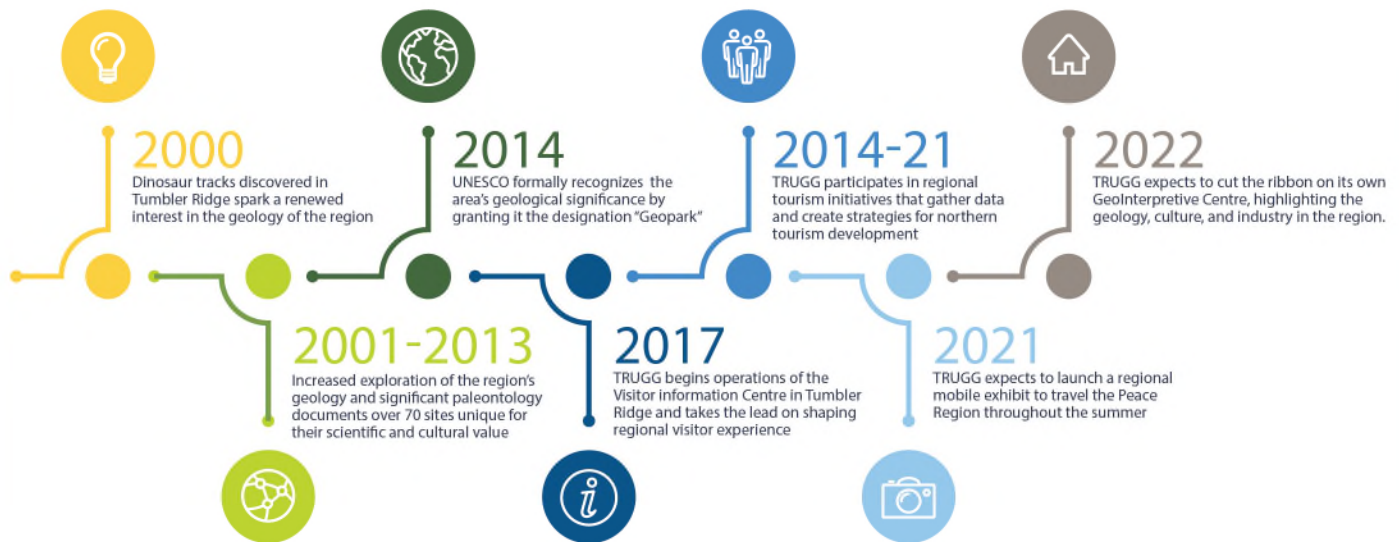 2000
Dinosaur tracks discovered in
Tumbler Ridge spark a renewed
interest in the geology of the region
2001-2013
Increased exploration of the region's
geology and significant paleontology
documents over 70 sites unique for
their scientific and cultural value
2014
UNESCO formally recognizes the
area's geological significance by
granting it the designation "Geopark"
2017
TRUGG begins operations of the
Visitor information Centre in Tumbler
Ridge and takes the lead on shaping
regional visitor experience
2014-21
TRUGG participates in regional
tourism initiatives that gather data
and create strategies for northern
tourism development
2021
TRUGG expects to launch a regional
mobile exhibit to travel the Peace
Region throughout the summer
2022
TRUGG expects to cut the ribbon on its own
GeoInterpretive Centre, highlighting the
geology, culture, and industry in the region.
i